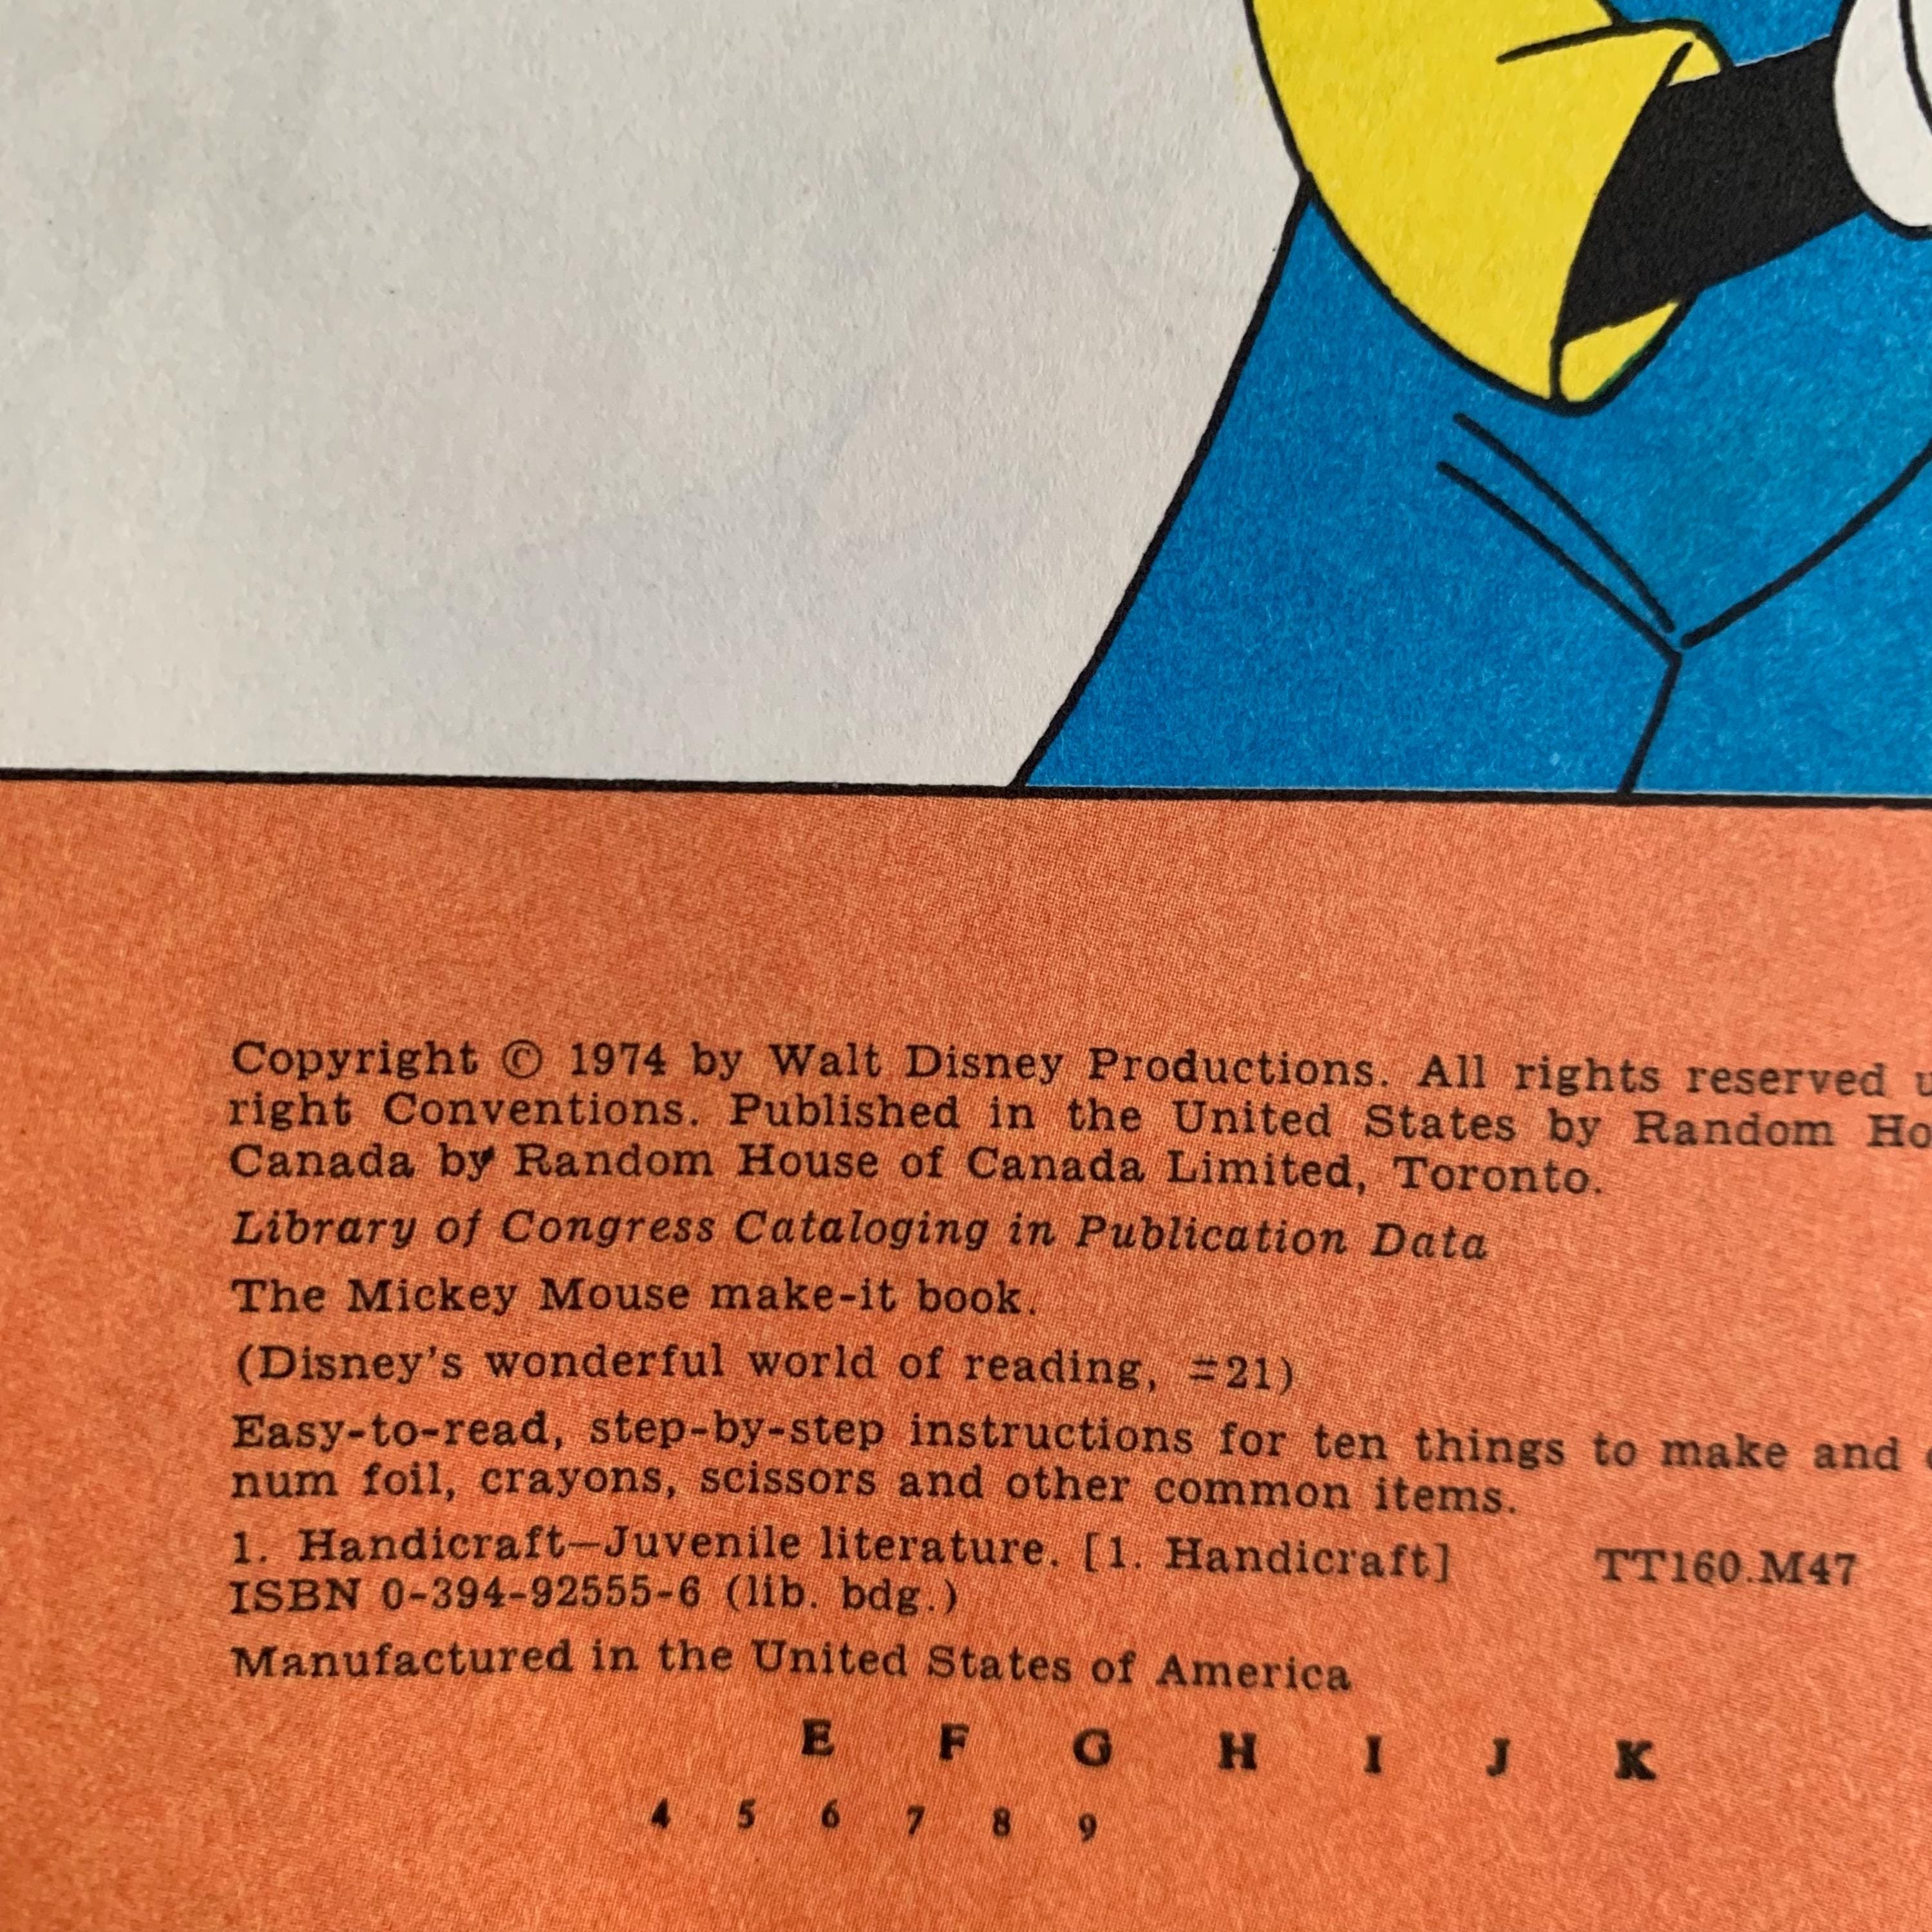 Copyright © 1974 by Walt Disney Productions. All rights reserved
right Conventions. Published in the United States by Random Ho
Canada by Random House of Canada Limited, Toronto.
Library of Congress Cataloging in Publication Data
The Mickey Mouse make-it book.
(Disney's wonderful world of reading, #21)
Easy-to-read, step-by-step instructions for ten things to make and
num foil, crayons, scissors and other common items.
1. Handicraft—Juvenile literature. [1. Handicraft] TT160.M47
ISBN 0-394-92555-6 (lib. bdg.)
Manufactured in the United States of America
E F G H I J K
4 5 6 7 8 9